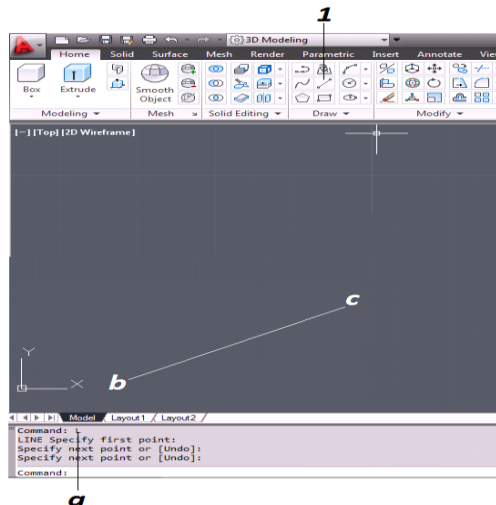 1
3D Modeling
Home Solid Surface Mesh Render Parametric Insert Annotate Vie
Box Extrude Smooth Object
Modeling Mesh Solid Editing Draw Modify
[−] [Top] [2D Wireframe]
c
Y
X
b
Model Layout1 Layout2
Command: L
LINE Specify first point:
Specify next point or [Undo]:
Specify next point or [Undo]:
Command:
a